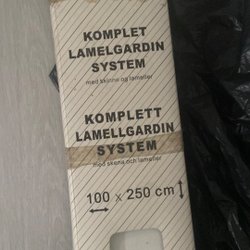 KOMPLET
LAMELGARDIN
SYSTEM
med skinne og lameller
KOMPLETT
LAMELLGARDIN
SYSTEM
med skena och lameller
100 x 250 cm